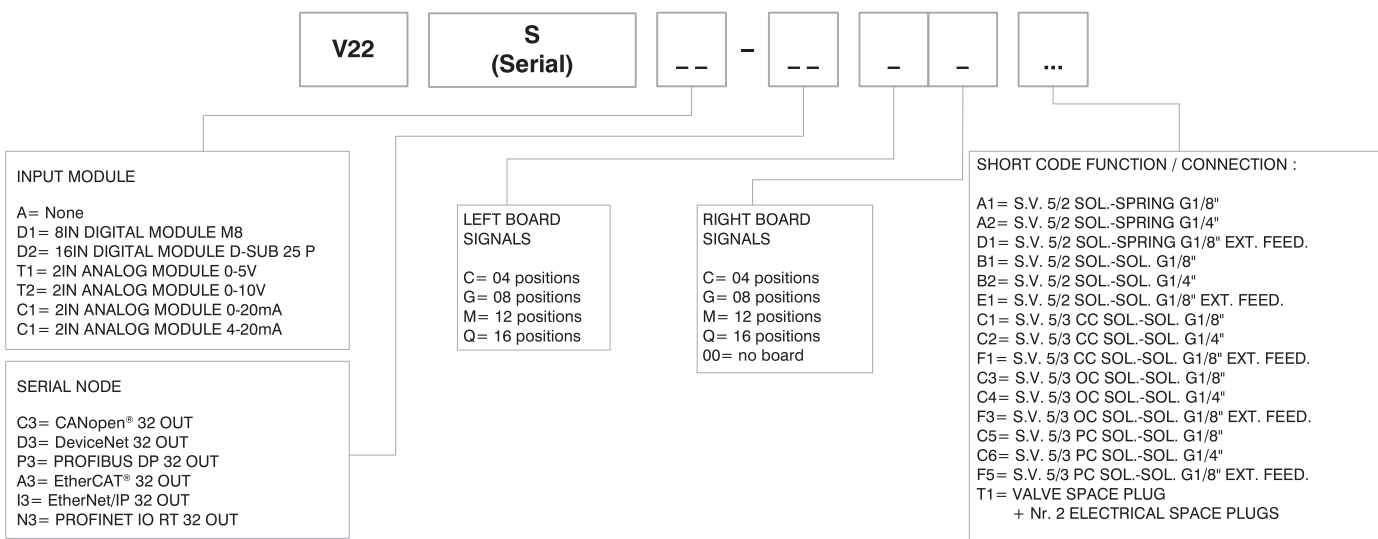 V22
S
(Serial)
_ _
–
_ _
_
_
...
INPUT MODULE
A= None
D1= 8IN DIGITAL MODULE M8
D2= 16IN DIGITAL MODULE D-SUB 25 P
T1= 2IN ANALOG MODULE 0-5V
T2= 2IN ANALOG MODULE 0-10V
C1= 2IN ANALOG MODULE 0-20mA
C1= 2IN ANALOG MODULE 4-20mA
SERIAL NODE
C3= CANopen® 32 OUT
D3= DeviceNet 32 OUT
P3= PROFIBUS DP 32 OUT
A3= EtherCAT® 32 OUT
I3= EtherNet/IP 32 OUT
N3= PROFINET IO RT 32 OUT
LEFT BOARD
SIGNALS
C= 04 positions
G= 08 positions
M= 12 positions
Q= 16 positions
RIGHT BOARD
SIGNALS
C= 04 positions
G= 08 positions
M= 12 positions
Q= 16 positions
00= no board
SHORT CODE FUNCTION / CONNECTION :
A1= S.V. 5/2 SOL.-SPRING G1/8"
A2= S.V. 5/2 SOL.-SPRING G1/4"
D1= S.V. 5/2 SOL.-SPRING G1/8" EXT. FEED.
B1= S.V. 5/2 SOL.-SOL. G1/8"
B2= S.V. 5/2 SOL.-SOL. G1/4"
E1= S.V. 5/2 SOL.-SOL. G1/8" EXT. FEED.
C1= S.V. 5/3 CC SOL.-SOL. G1/8"
C2= S.V. 5/3 CC SOL.-SOL. G1/4"
F1= S.V. 5/3 CC SOL.-SOL. G1/8" EXT. FEED.
C3= S.V. 5/3 OC SOL.-SOL. G1/8"
C4= S.V. 5/3 OC SOL.-SOL. G1/4"
F3= S.V. 5/3 OC SOL.-SOL. G1/8" EXT. FEED.
C5= S.V. 5/3 PC SOL.-SOL. G1/8"
C6= S.V. 5/3 PC SOL.-SOL. G1/4"
F5= S.V. 5/3 PC SOL.-SOL. G1/8" EXT. FEED.
T1= VALVE SPACE PLUG
+ Nr. 2 ELECTRICAL SPACE PLUGS